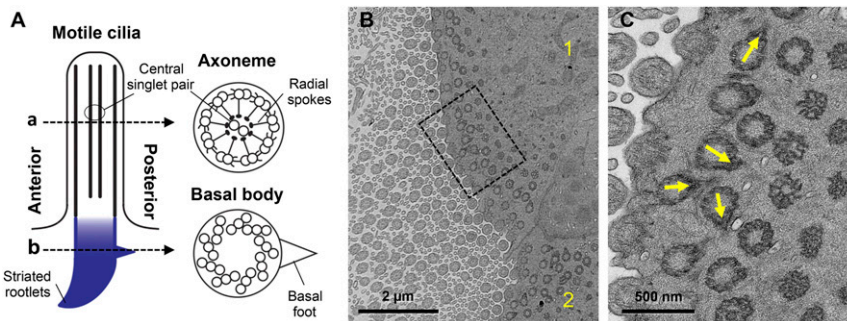 A
Motile cilia
Central
singlet pair
Axoneme
Radial
spokes
a
Anterior
Posterior
Basal body
b
Striated
rootlets
Basal
foot
B
1
2
2 μm
C
500 nm